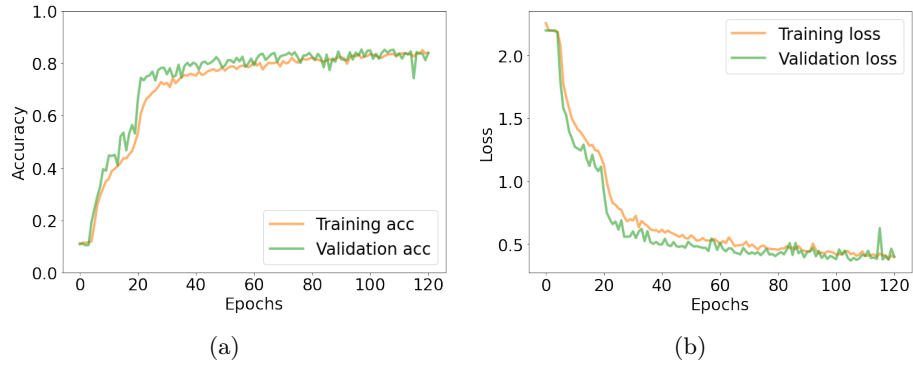 1.0
0.8
0.6
0.4
0.2
0.0
Accuracy
0 20 40 60 80 100 120
Epochs
Training acc
Validation acc
(a)
2.0
1.5
1.0
0.5
Loss
0 20 40 60 80 100 120
Epochs
Training loss
Validation loss
(b)